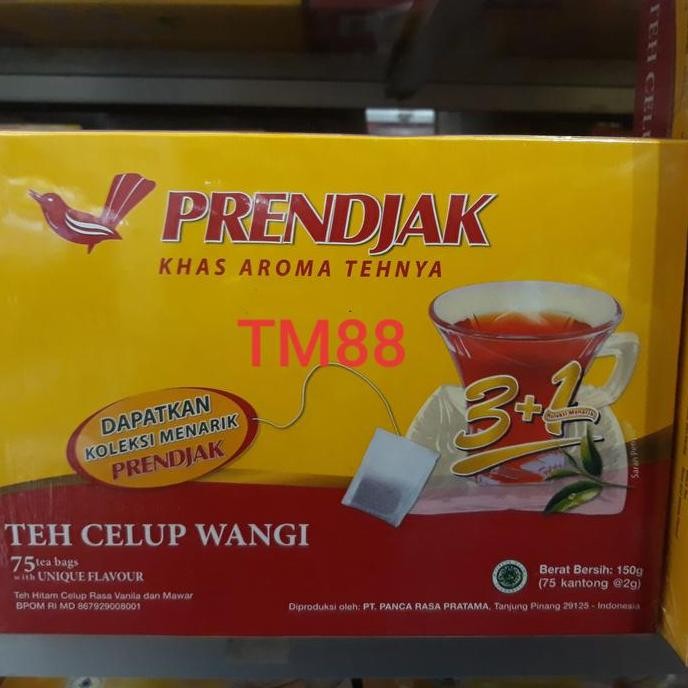 PRENDJAK
KHAS AROMA TEHNYA
TM88
3+1
Koleksi Menarik
DAPATKAN
KOLEKSI MENARIK
PRENDJAK
TEH CELUP WANGI
75 tea bags
with UNIQUE FLAVOUR
Teh Hitam Celup Rasa Vanila dan Mawar
BPOM RI MD 867929008001
Berat Bersih: 150g
(75 kantong @2g)
Diproduksi oleh: PT. PANCA RASA PRATAMA, Tanjung Pinang 29125 - Indonesia